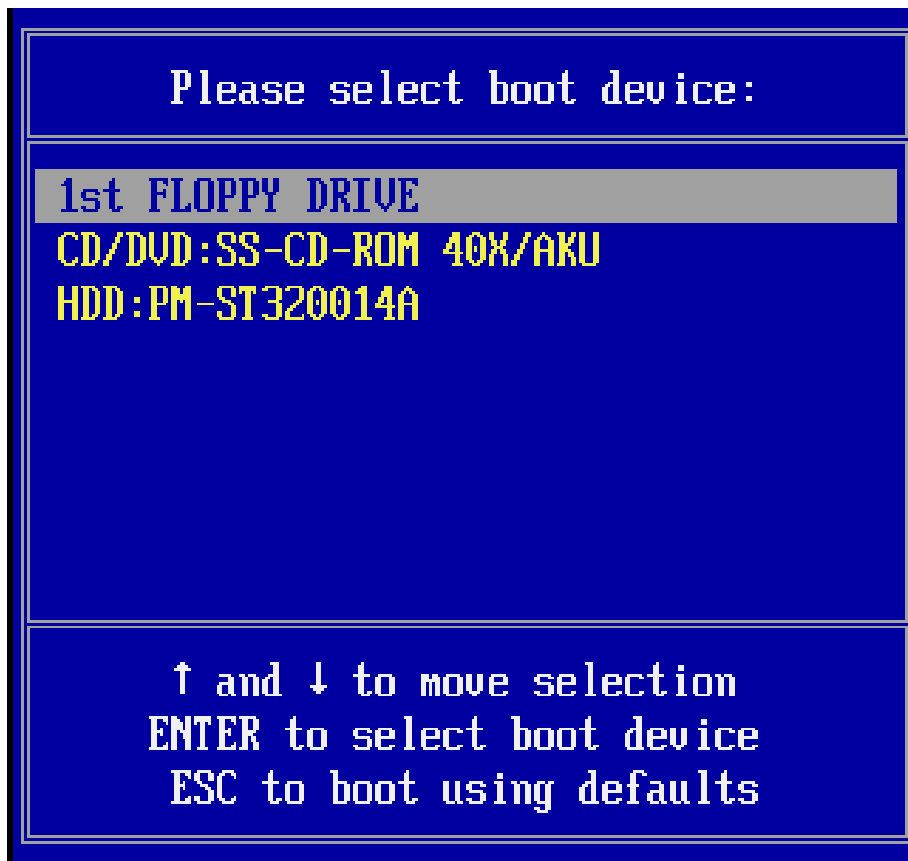 Please select boot device:
1st FLOPPY DRIVE
CD/DVD:SS-CD-ROM 40X/AKU
HDD:PM-ST320014A
↑ and ↓ to move selection
ENTER to select boot device
ESC to boot using defaults